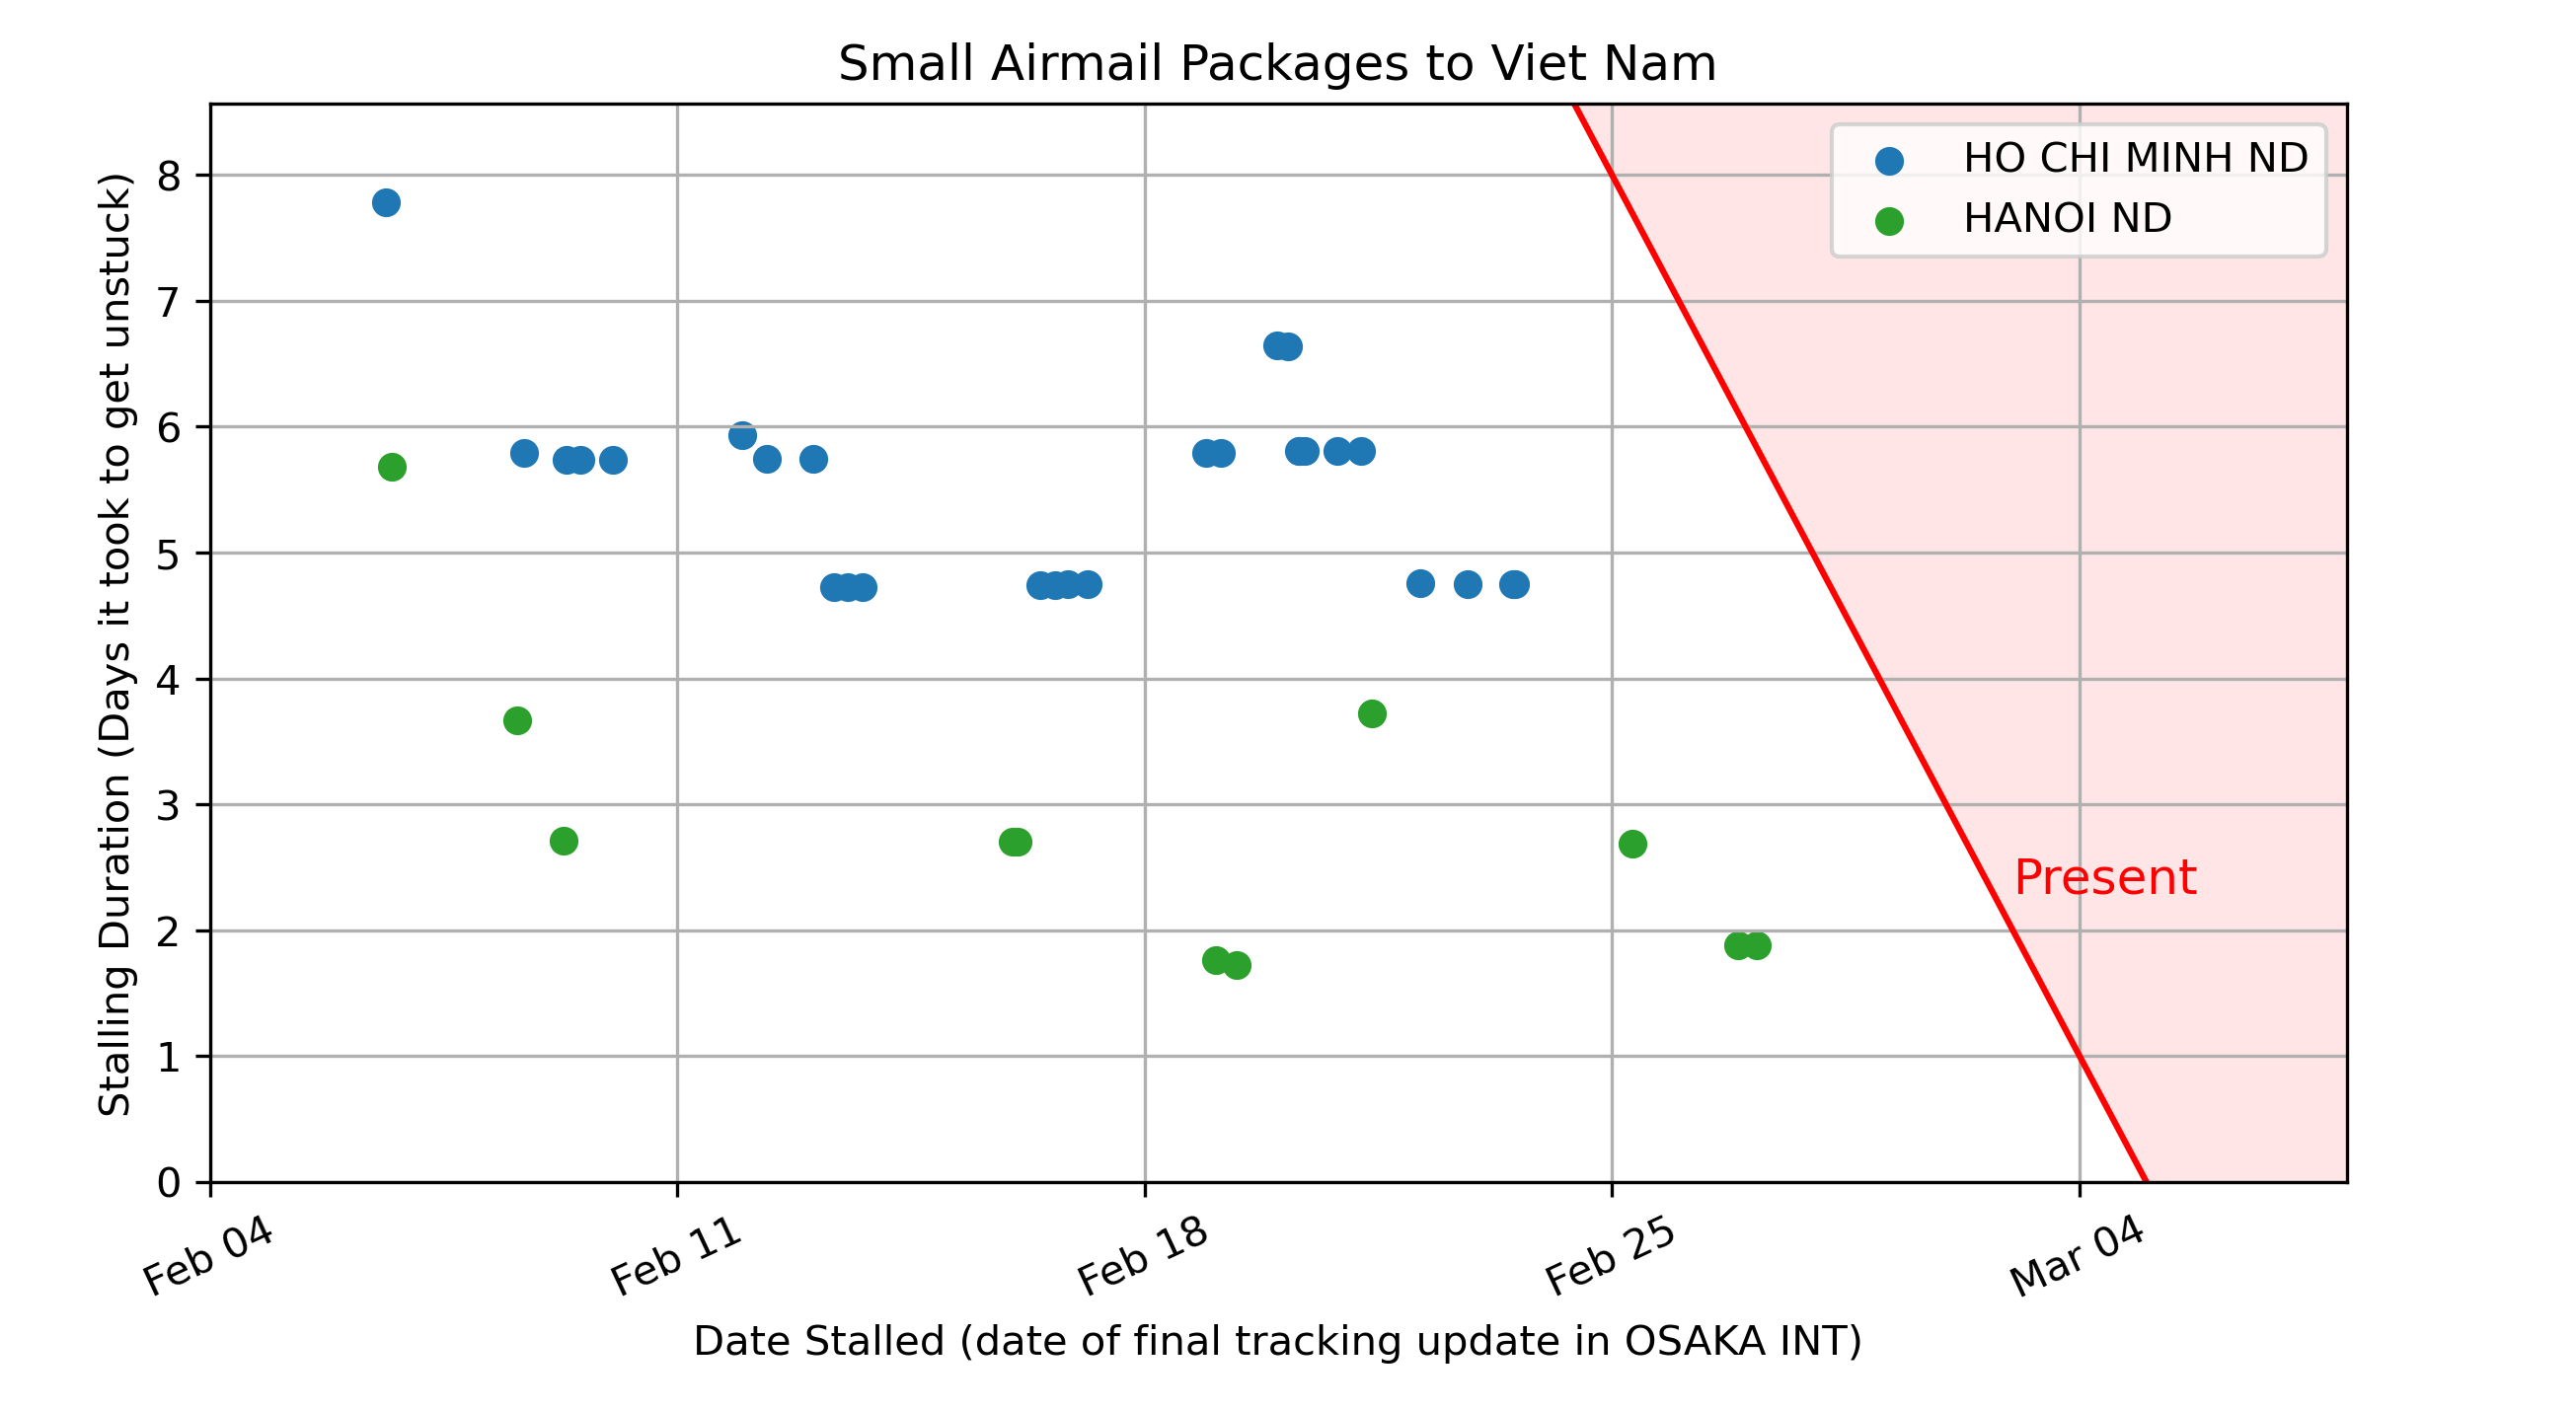 Small Airmail Packages to Viet Nam
HO CHI MINH ND
HANOI ND
Present
Stalling Duration (Days it took to get unstuck)
8
7
6
5
4
3
2
1
0
Feb 04
Feb 11
Feb 18
Feb 25
Mar 04
Date Stalled (date of final tracking update in OSAKA INT)